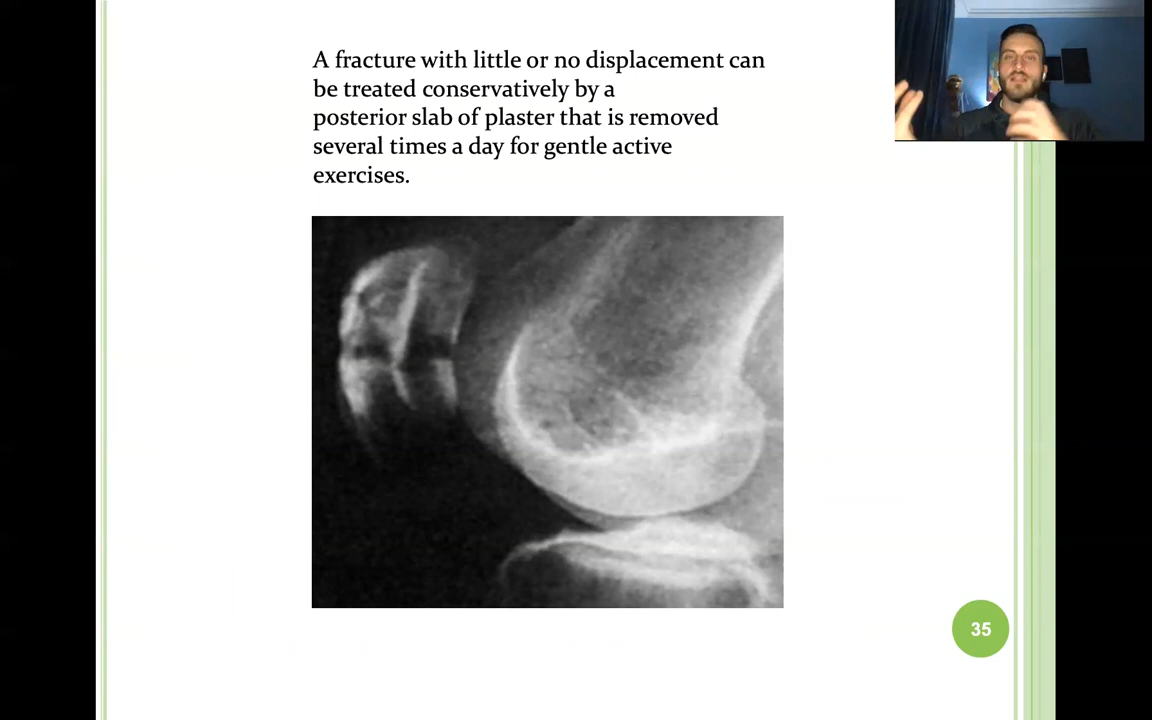 A fracture with little or no displacement can
be treated conservatively by a
posterior slab of plaster that is removed
several times a day for gentle active
exercises.
35